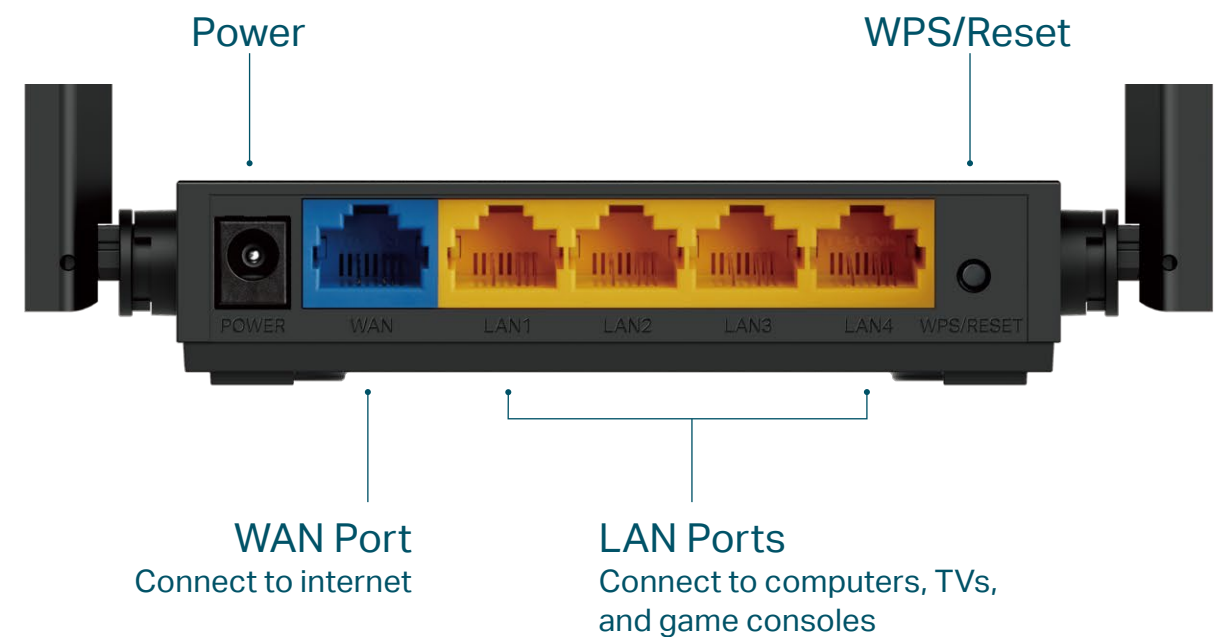 Power
WPS/Reset
POWER
WAN
LAN1
LAN2
LAN3
LAN4
WPS/RESET
WAN Port
Connect to internet
LAN Ports
Connect to computers, TVs,
and game consoles